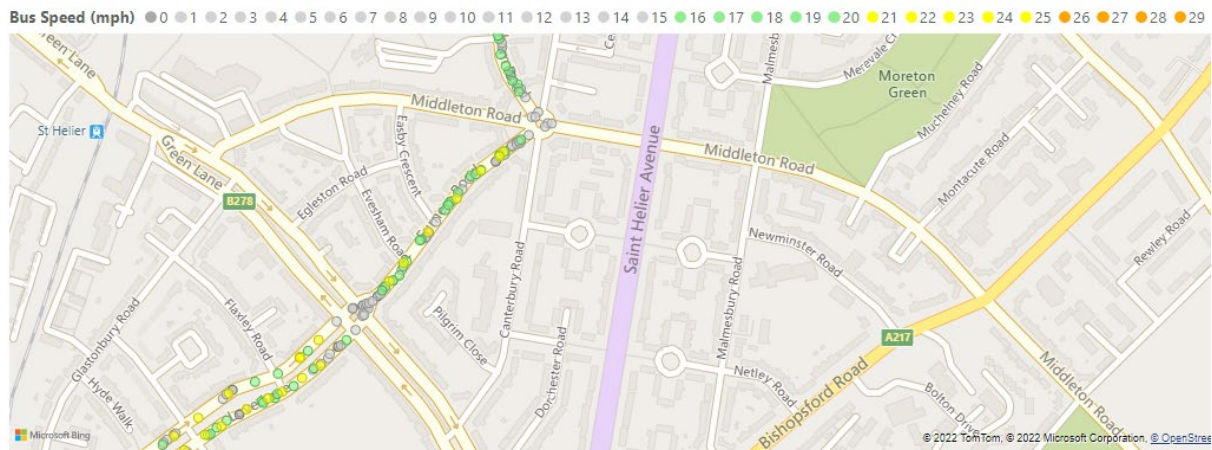 Bus Speed (mph) 0 1 2 3 4 5 6 7 8 9 10 11 12 13 14 15 16 17 18 19 20 21 22 23 24 25 26 27 28 29
Green Lane
Malmesbury
Merevale C
Moreton
Green
Muchelney Road
Middleton Road
St Helier
Easby Crescent
Saint Helier Avenue
Middleton Road
Montacute Road
Green Lane
B278
Egleston Road
Evesham Road
Canterbury Road
Newminster Road
Rewley Road
Malmesbury Road
Pilgrim Close
Flaxley Road
Glastonbury Road
Hyde Walk
Dorchester Road
A217
Netley Road
Bishopsford Road
Bolton Drive
Middleton Road
Microsoft Bing
© 2022 TomTom, © 2022 Microsoft Corporation, © OpenStree